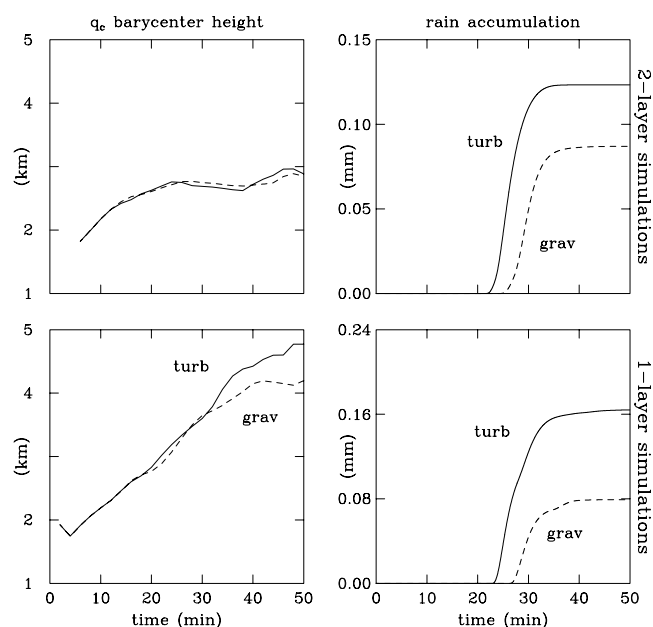 q_c barycenter height
rain accumulation
5
4
(km)
2
1
0.15
0.10
(mm)
0.05
0.00
turb
grav
2-layer simulations
5
4
(km)
2
1
turb
grav
0 10 20 30 40 50
time (min)
0.24
0.16
(mm)
0.08
0.00
turb
grav
0 10 20 30 40 50
time (min)
1-layer simulations